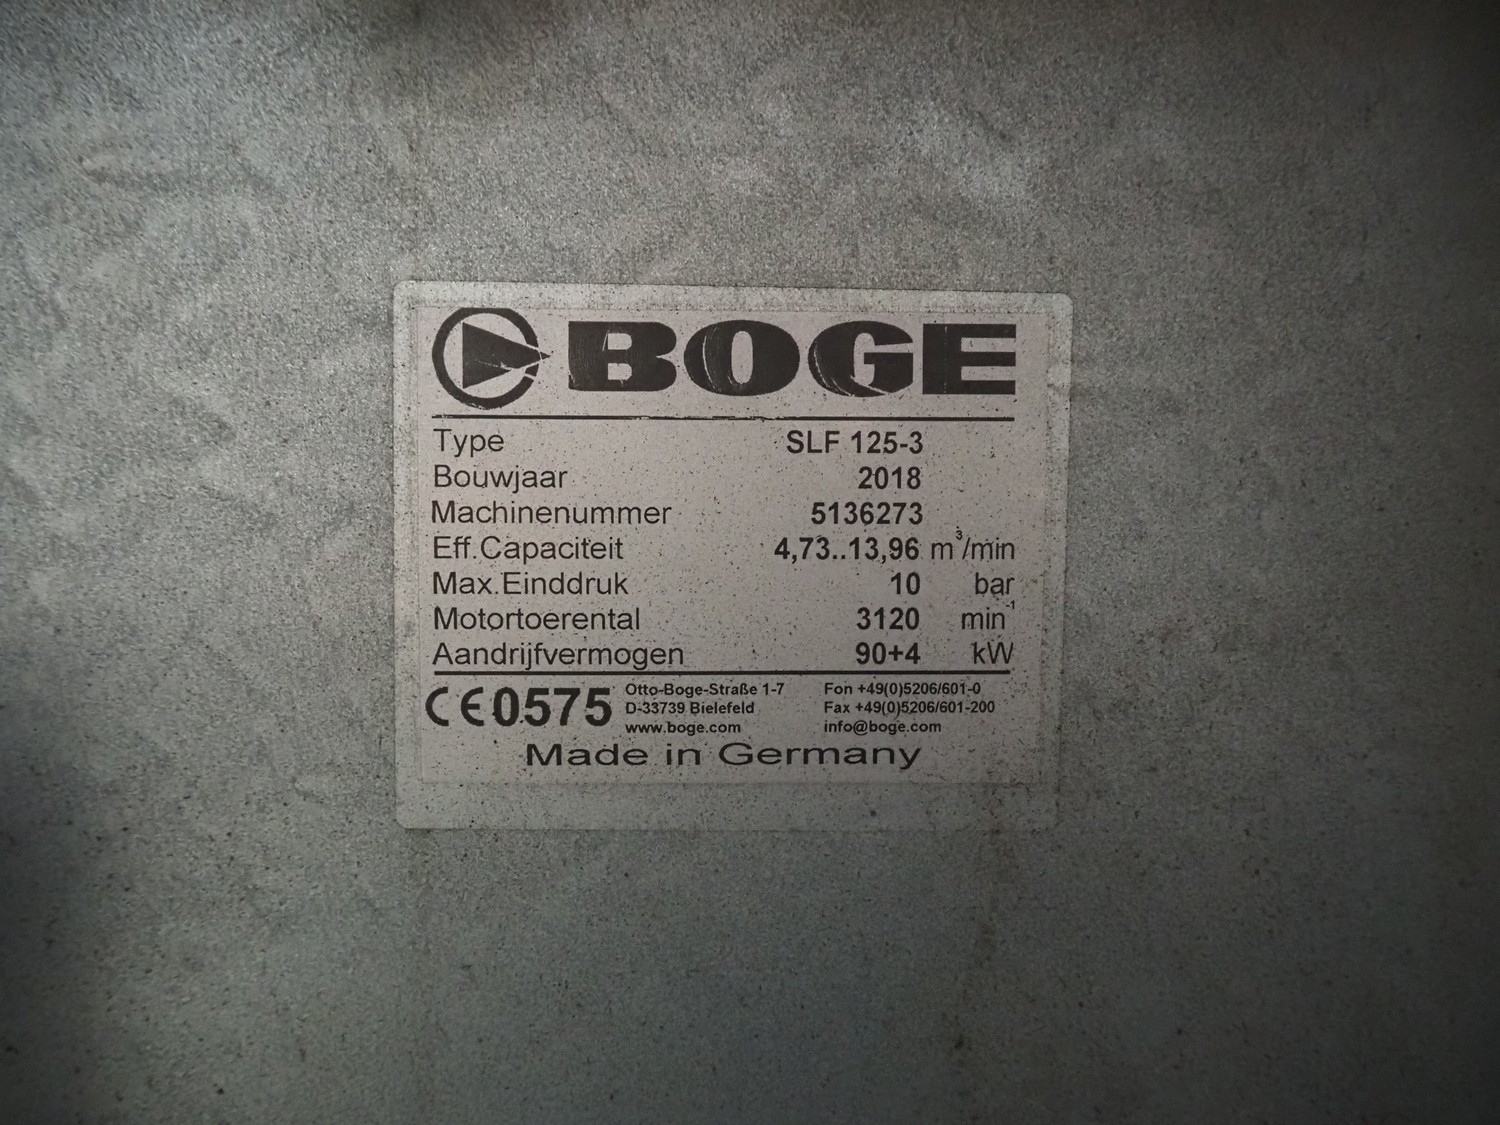 BOGE
Type SLF 125-3
Bouwjaar 2018
Machinenummer 5136273
Eff.Capaciteit 4,73..13,96 m³/min
Max.Einddruk 10 bar
Motortoerental 3120 min⁻¹
Aandrijfvermogen 90+4 kW
CE0575
Otto-Boge-Straße 1-7 Fon +49(0)5206/601-0
D-33739 Bielefeld Fax +49(0)5206/601-200
www.boge.com info@boge.com
Made in Germany